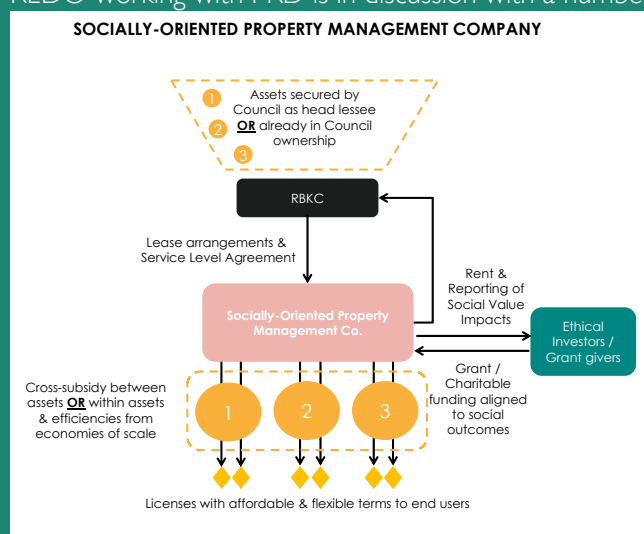 SOCIALLY-ORIENTED PROPERTY MANAGEMENT COMPANY
1
Assets secured by
Council as head lessee
2
OR already in Council
ownership
3
RBKC
Lease arrangements &
Service Level Agreement
Rent &
Reporting of
Social Value
Impacts
Socially-Oriented Property
Management Co.
Ethical
Investors /
Grant givers
Grant /
Charitable
funding aligned
to social
outcomes
Cross-subsidy between
assets OR within assets
& efficiencies from
economies of scale
1
2
3
Licenses with affordable & flexible terms to end users